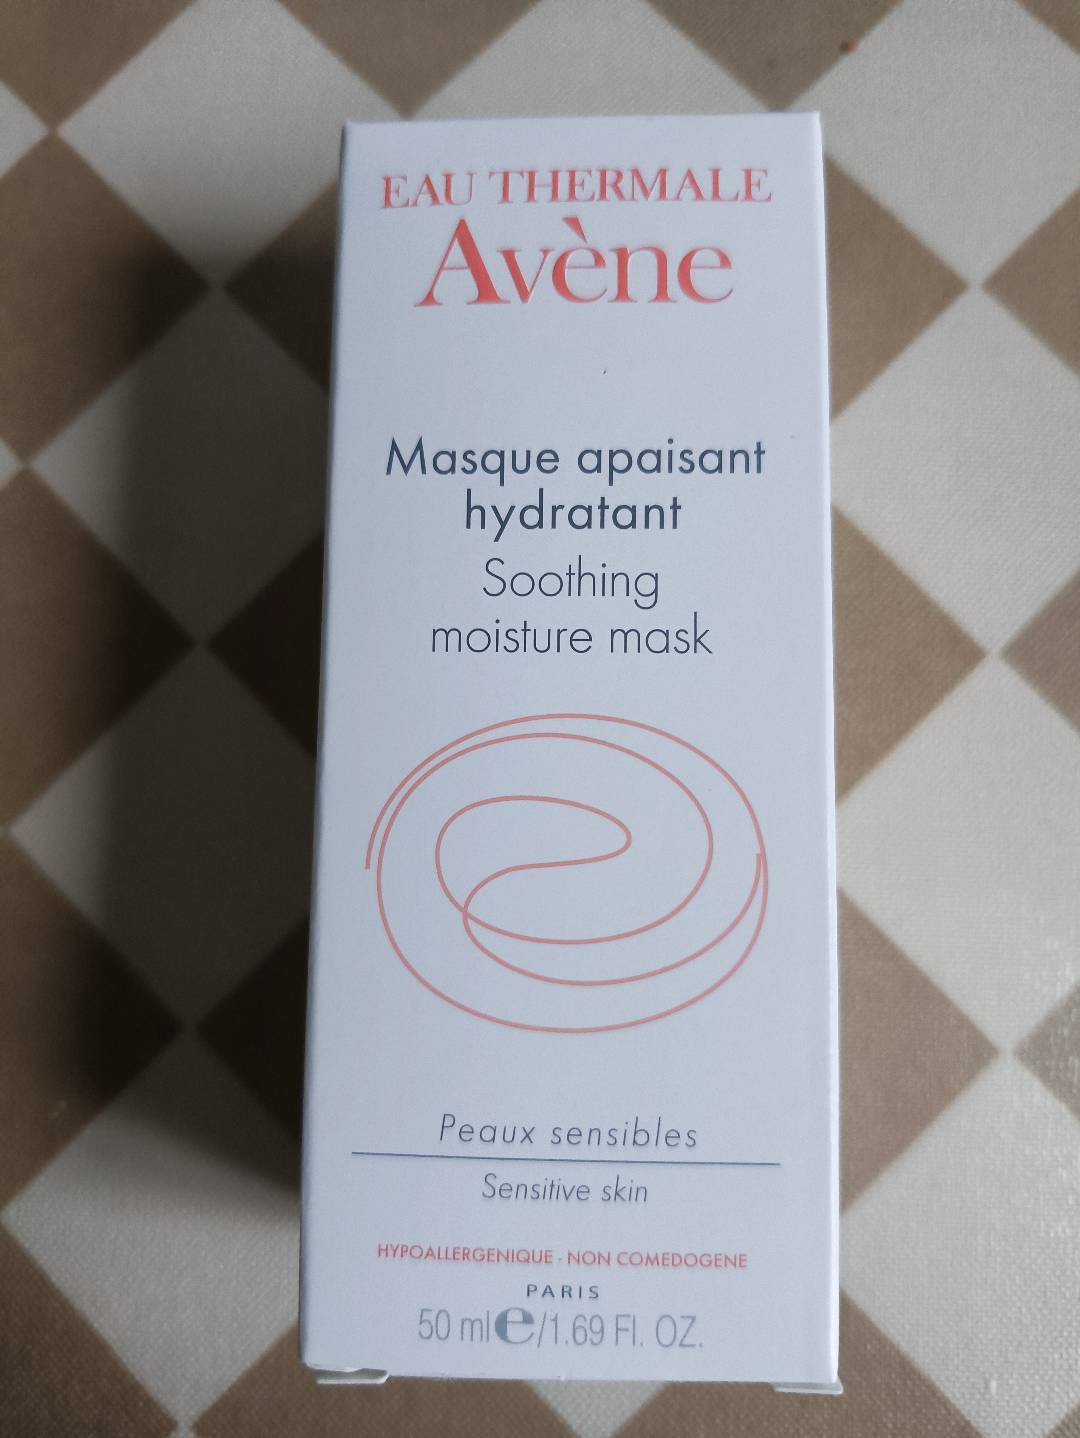 EAU THERMALE
Avène
Masque apaisant
hydratant
Soothing
moisture mask
Peaux sensibles
Sensitive skin
HYPOALLERGENIQUE - NON COMEDOGENE
PARIS
50 ml℮/1.69 Fl. OZ.